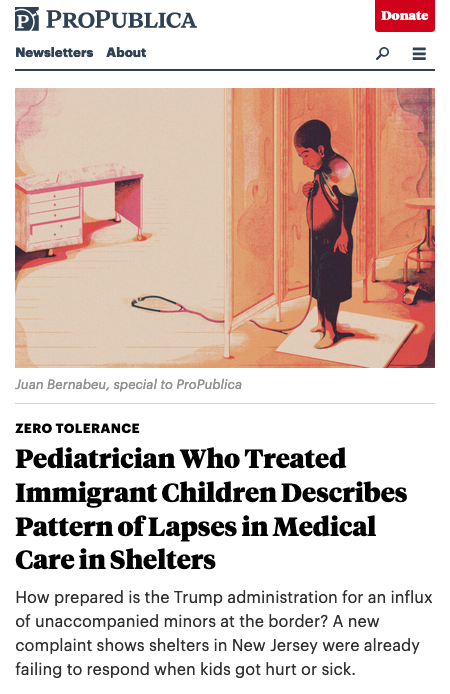 PROPUBLICA
Donate
Newsletters About
Juan Bernabeu, special to ProPublica
ZERO TOLERANCE
Pediatrician Who Treated
Immigrant Children Describes
Pattern of Lapses in Medical
Care in Shelters
How prepared is the Trump administration for an influx
of unaccompanied minors at the border? A new
complaint shows shelters in New Jersey were already
failing to respond when kids got hurt or sick.